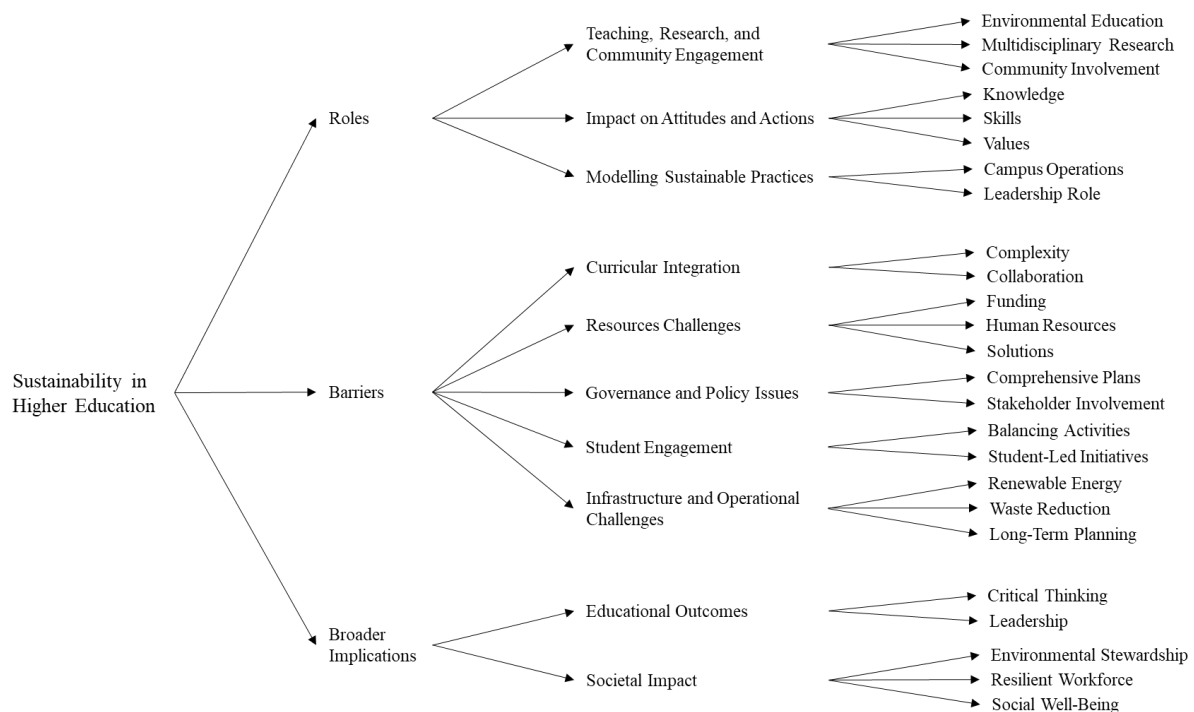 Sustainability in
Higher Education
Roles
Teaching, Research, and
Community Engagement
Environmental Education
Multidisciplinary Research
Community Involvement
Impact on Attitudes and Actions
Knowledge
Skills
Values
Modelling Sustainable Practices
Campus Operations
Leadership Role
Barriers
Curricular Integration
Complexity
Collaboration
Resources Challenges
Funding
Human Resources
Solutions
Governance and Policy Issues
Comprehensive Plans
Stakeholder Involvement
Student Engagement
Balancing Activities
Student-Led Initiatives
Infrastructure and Operational
Challenges
Renewable Energy
Waste Reduction
Long-Term Planning
Broader
Implications
Educational Outcomes
Critical Thinking
Leadership
Societal Impact
Environmental Stewardship
Resilient Workforce
Social Well-Being